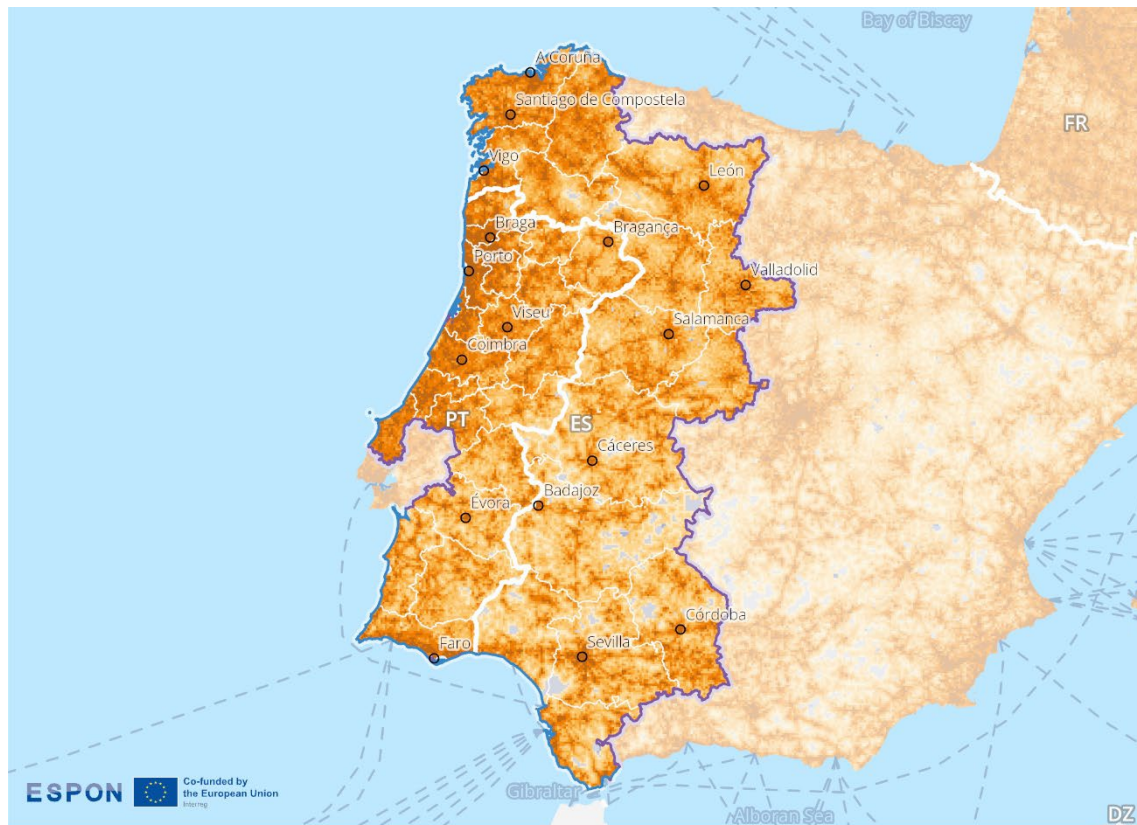 Bay of Biscay
A Coruña
Santiago de Compostela
FR
Vigo
León
Braga
Bragança
Porto
Valladolid
Viseu
Salamanca
Coimbra
PT
ES
Cáceres
Évora
Badajoz
Córdoba
Faro
Sevilla
ESPON
Co-funded by
the European Union
Interreg
Gibraltar
Alboran Sea
DZ